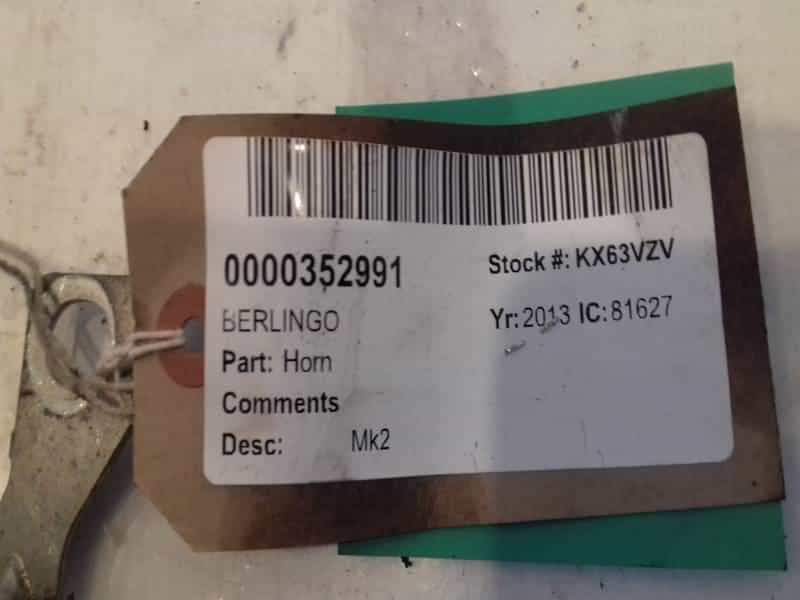 0000352991 Stock #: KX63VZV
BERLINGO Yr: 2013 IC: 81627
Part: Horn
Comments
Desc: Mk2